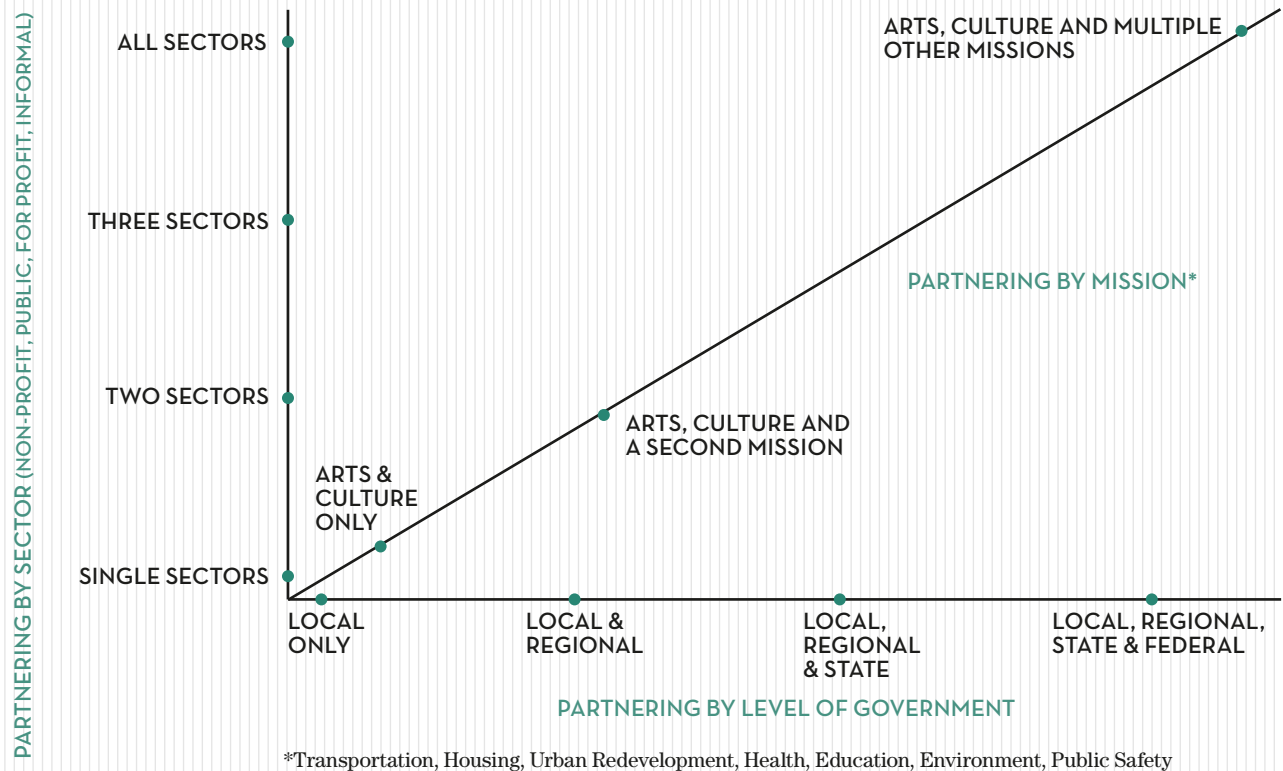 PARTNERING BY SECTOR (NON-PROFIT, PUBLIC, FOR PROFIT, INFORMAL)
ALL SECTORS
THREE SECTORS
TWO SECTORS
SINGLE SECTORS
ARTS, CULTURE AND MULTIPLE
OTHER MISSIONS
PARTNERING BY MISSION*
ARTS, CULTURE AND
A SECOND MISSION
ARTS &
CULTURE
ONLY
LOCAL
ONLY
LOCAL &
REGIONAL
LOCAL,
REGIONAL
& STATE
LOCAL, REGIONAL,
STATE & FEDERAL
PARTNERING BY LEVEL OF GOVERNMENT
*Transportation, Housing, Urban Redevelopment, Health, Education, Environment, Public Safety